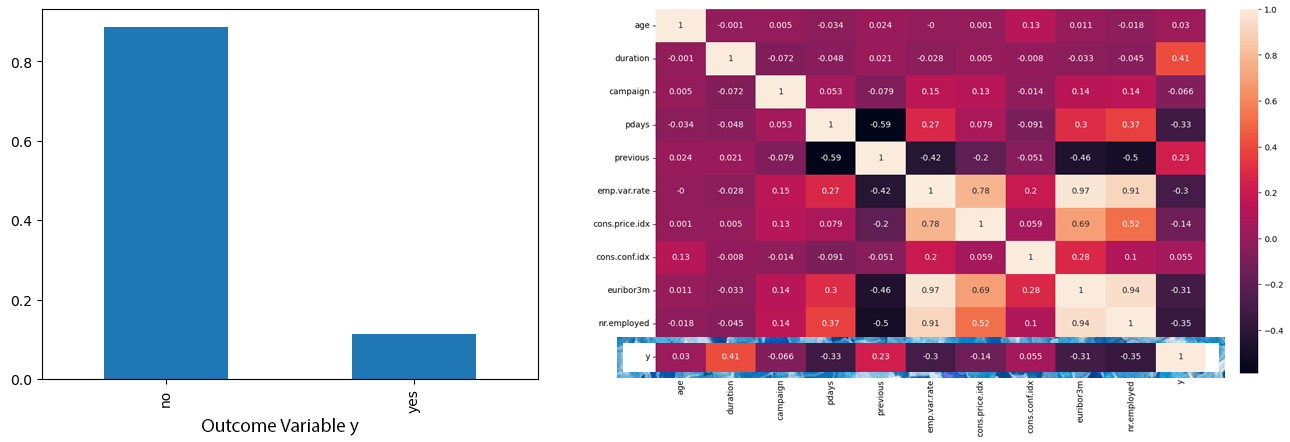 0.8
0.6
0.4
0.2
0.0
no yes
Outcome Variable y
age 1 -0.001 0.005 -0.034 0.024 -0 0.001 0.13 0.011 -0.018 0.03
duration -0.001 1 -0.072 -0.048 0.021 -0.028 0.005 -0.008 -0.033 -0.045 0.41
campaign 0.005 -0.072 1 0.053 -0.079 0.15 0.13 -0.014 0.14 0.14 -0.066
pdays -0.034 -0.048 0.053 1 -0.59 0.27 0.079 -0.091 0.3 0.37 -0.33
previous 0.024 0.021 -0.079 -0.59 1 -0.42 -0.2 -0.051 -0.46 -0.5 0.23
emp.var.rate -0 -0.028 0.15 0.27 -0.42 1 0.78 0.2 0.97 0.91 -0.3
cons.price.idx 0.001 0.005 0.13 0.079 -0.2 0.78 1 0.059 0.69 0.52 -0.14
cons.conf.idx 0.13 -0.008 -0.014 -0.091 -0.051 0.2 0.059 1 0.28 0.1 0.055
euribor3m 0.011 -0.033 0.14 0.3 -0.46 0.97 0.69 0.28 1 0.94 -0.31
nr.employed -0.018 -0.045 0.14 0.37 -0.5 0.91 0.52 0.1 0.94 1 -0.35
y 0.03 0.41 -0.066 -0.33 0.23 -0.3 -0.14 0.055 -0.31 -0.35 1
age duration campaign pdays previous emp.var.rate cons.price.idx cons.conf.idx euribor3m nr.employed y
1.0
0.8
0.6
0.4
0.2
0.0
−0.2
−0.4